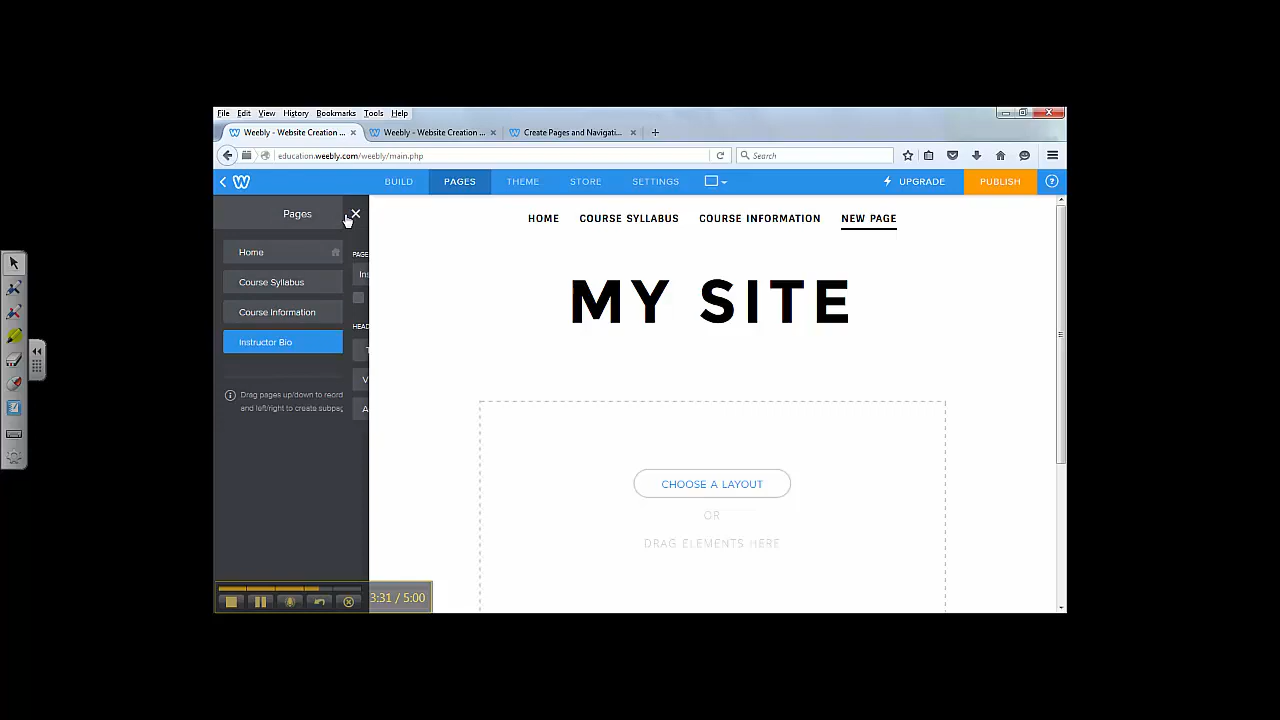 File Edit View History Bookmarks Tools Help
Weebly - Website Creation ... Weebly - Website Creation ... Create Pages and Navigati...
education.weebly.com/weebly/main.php Search
BUILD PAGES THEME STORE SETTINGS UPGRADE PUBLISH ?
Pages
HOME COURSE SYLLABUS COURSE INFORMATION NEW PAGE
Home
Course Syllabus
Course Information
Instructor Bio
Drag pages up/down to reord
and left/right to create subpag
PAGE
Ins
HEAD
T
V
A
MY SITE
CHOOSE A LAYOUT
OR
DRAG ELEMENTS HERE
3:31 / 5:00